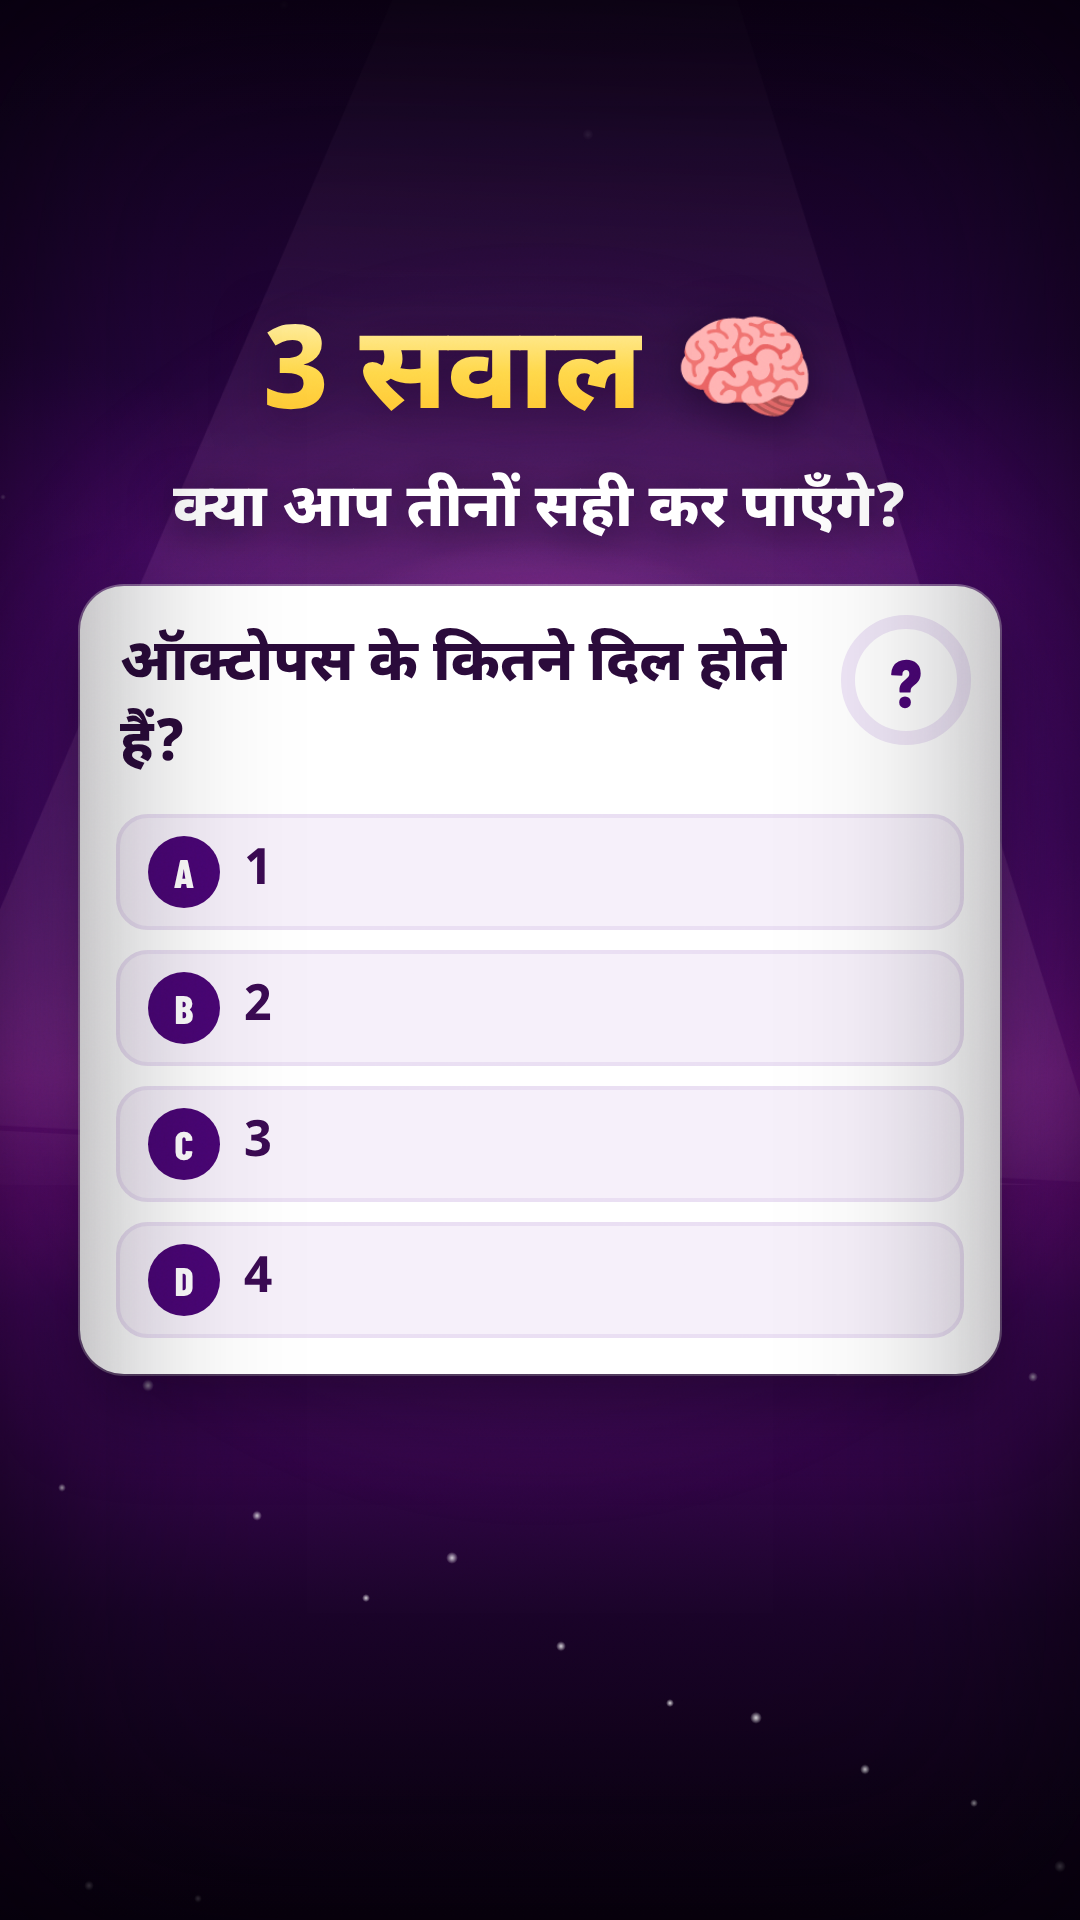 3 सवाल 🧠
क्या आप तीनों सही कर पाएँगे?
ऑक्टोपस के कितने दिल होते
हैं?
?
A 1
B 2
C 3
D 4